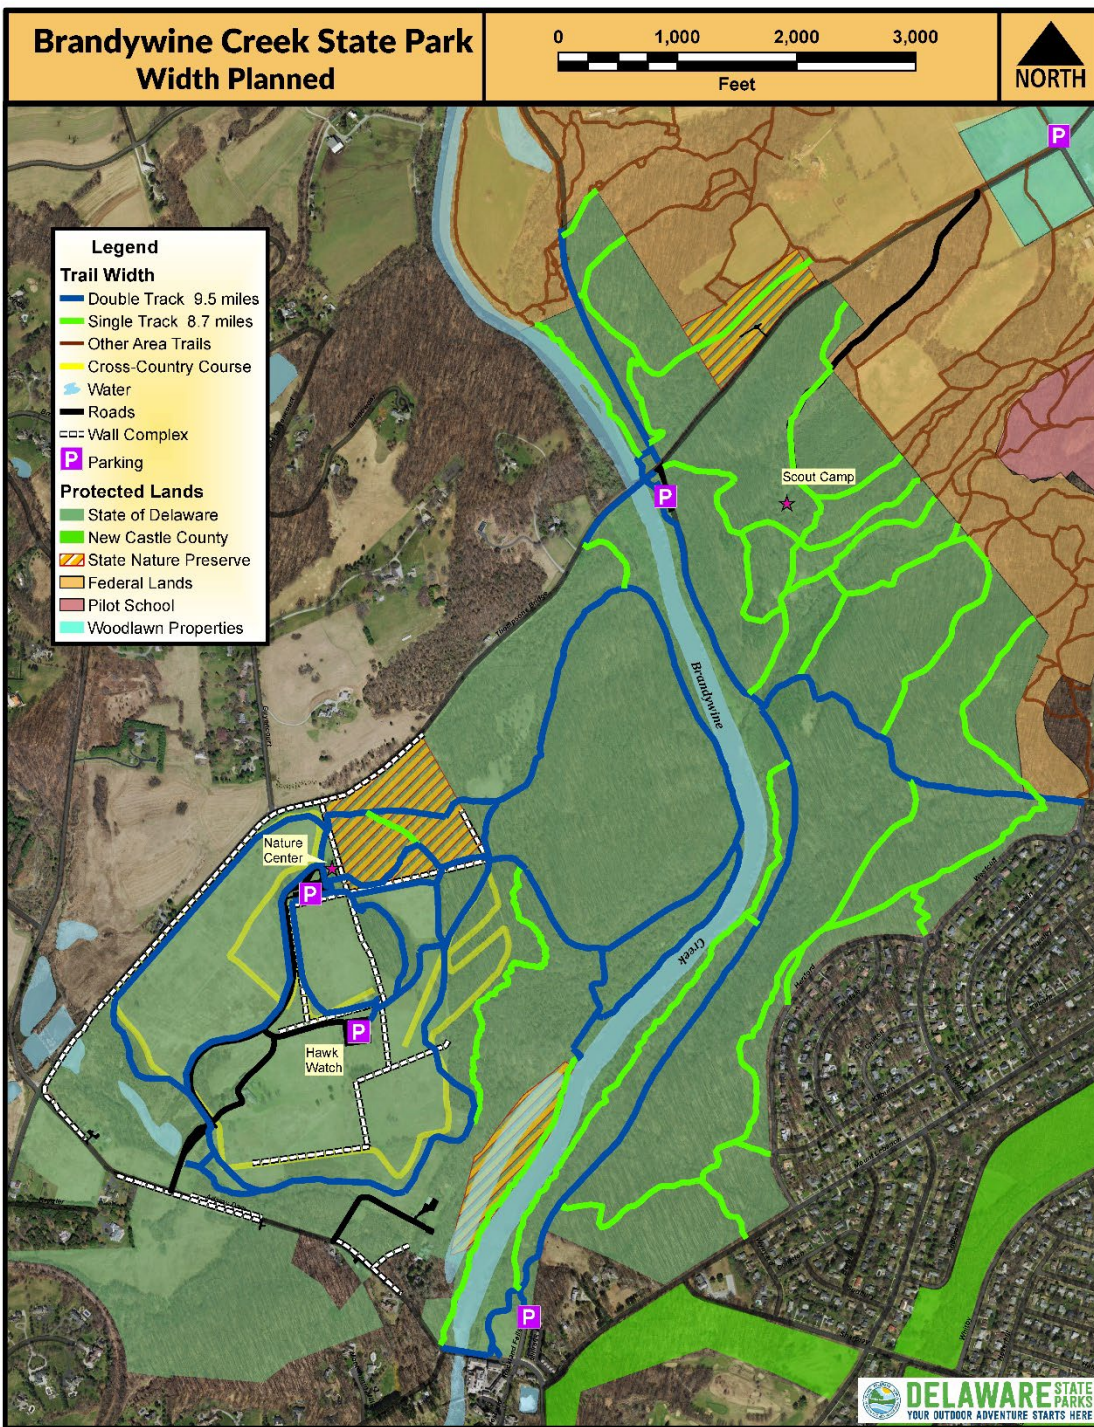 Brandywine Creek State Park
Width Planned
0 1,000 2,000 3,000
Feet
NORTH
P
Legend
Trail Width
Double Track 9.5 miles
Single Track 8.7 miles
Other Area Trails
Cross-Country Course
Water
Roads
Wall Complex
P Parking
Protected Lands
State of Delaware
New Castle County
State Nature Preserve
Federal Lands
Pilot School
Woodlawn Properties
Scout Camp
P
Thompsons Bridge
Brandywine
Creek
Nature
Center
P
P
Hawk
Watch
P
DELAWARE STATE
PARKS
YOUR OUTDOOR ADVENTURE STARTS HERE